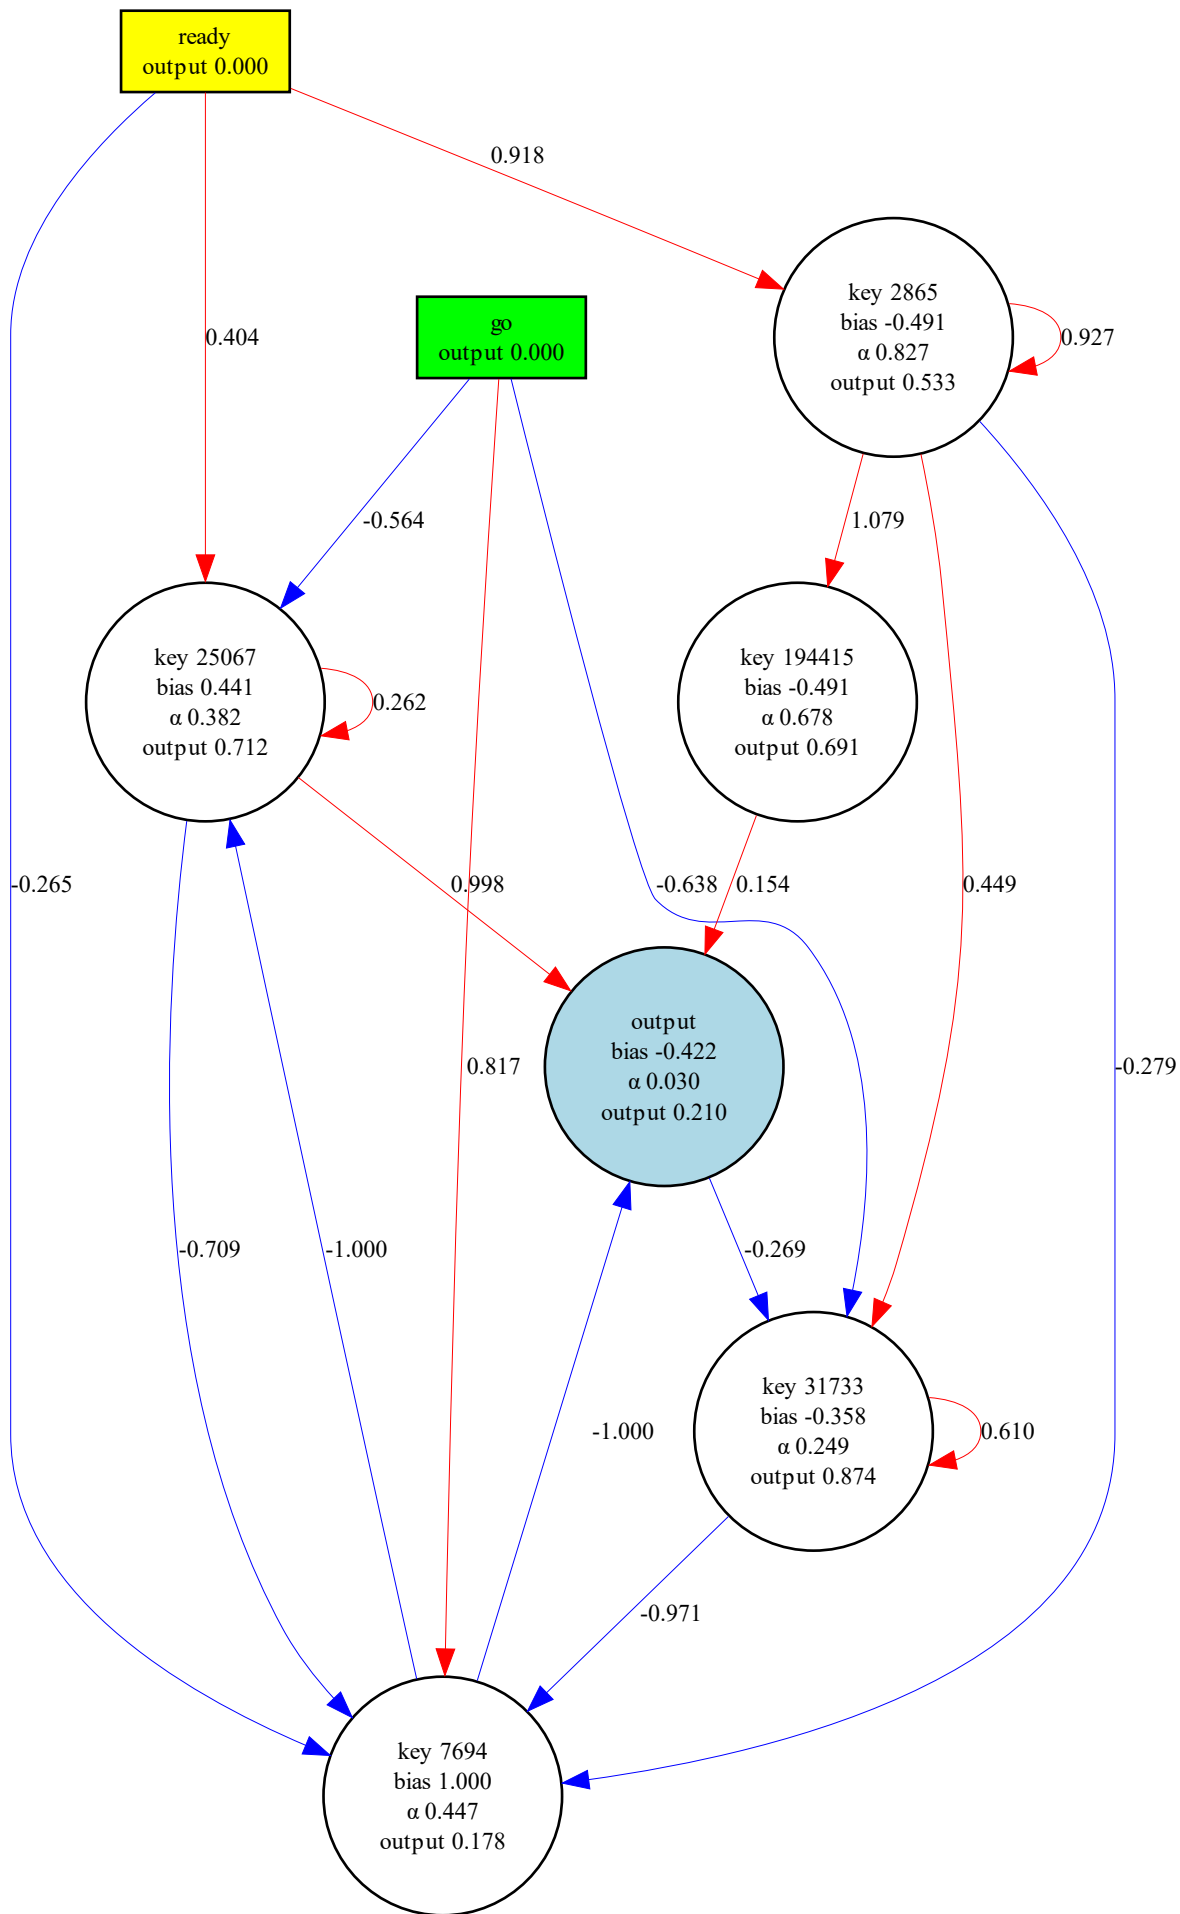 ready
output 0.000
0.918
key 2865
bias -0.491
α 0.827
output 0.533
0.927
0.404
go
output 0.000
-0.564
1.079
key 25067
bias 0.441
α 0.382
output 0.712
0.262
key 194415
bias -0.491
α 0.678
output 0.691
-0.265
0.998
-0.638
0.154
0.449
output
bias -0.422
α 0.030
output 0.210
0.817
-0.279
-0.709
-1.000
-0.269
key 31733
bias -0.358
α 0.249
output 0.874
-1.000
0.610
-0.971
key 7694
bias 1.000
α 0.447
output 0.178